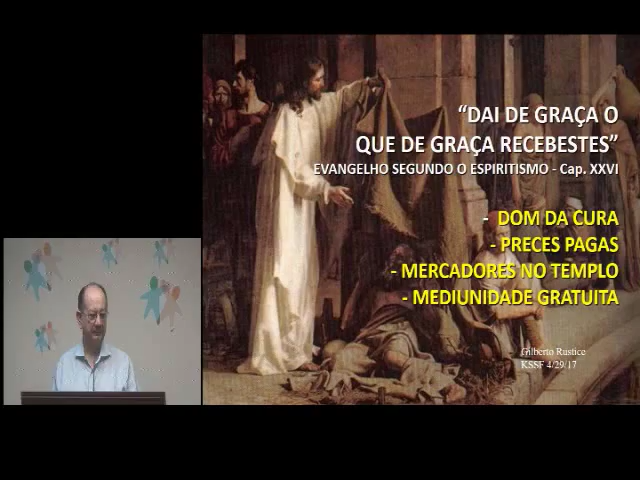 “DAI DE GRAÇA O
QUE DE GRAÇA RECEBESTES”
EVANGELHO SEGUNDO O ESPIRITISMO - Cap. XXVI
- DOM DA CURA
- PRECES PAGAS
- MERCADORES NO TEMPLO
- MEDIUNIDADE GRATUITA
Gilberto Rustice
KSSF 4/29/17